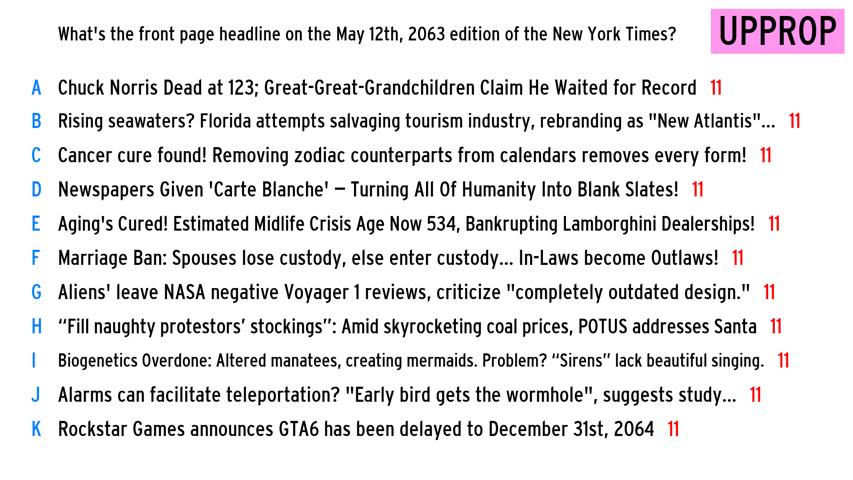 What's the front page headline on the May 12th, 2063 edition of the New York Times?
UPPROP
A Chuck Norris Dead at 123; Great-Great-Grandchildren Claim He Waited for Record 11
B Rising seawaters? Florida attempts salvaging tourism industry, rebranding as "New Atlantis"... 11
C Cancer cure found! Removing zodiac counterparts from calendars removes every form! 11
D Newspapers Given 'Carte Blanche' – Turning All Of Humanity Into Blank Slates! 11
E Aging's Cured! Estimated Midlife Crisis Age Now 534, Bankrupting Lamborghini Dealerships! 11
F Marriage Ban: Spouses lose custody, else enter custody... In-Laws become Outlaws! 11
G Aliens' leave NASA negative Voyager 1 reviews, criticize "completely outdated design." 11
H “Fill naughty protestors’ stockings”: Amid skyrocketing coal prices, POTUS addresses Santa 11
I Biogenetics Overdone: Altered manatees, creating mermaids. Problem? “Sirens” lack beautiful singing. 11
J Alarms can facilitate teleportation? "Early bird gets the wormhole", suggests study... 11
K Rockstar Games announces GTA6 has been delayed to December 31st, 2064 11